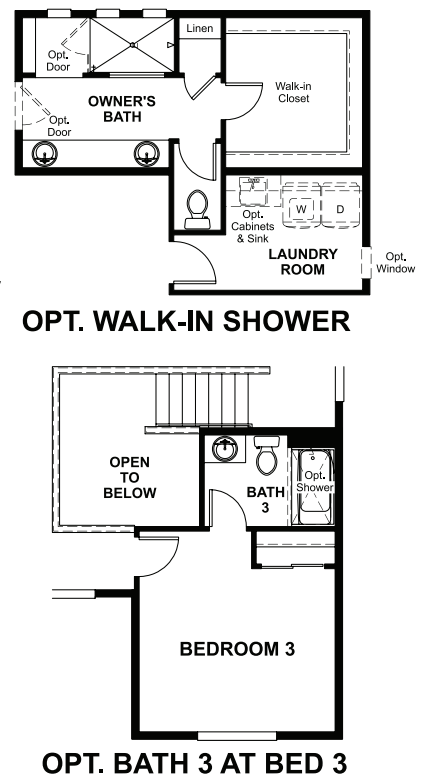 Linen
Opt.
Door
Walk-in
Closet
OWNER'S
BATH
Opt.
Door
Opt.
Cabinets
& Sink
W
D
LAUNDRY
ROOM
Opt.
Window
OPT. WALK-IN SHOWER
OPEN
TO
BELOW
BATH
3
Opt.
Shower
BEDROOM 3
OPT. BATH 3 AT BED 3